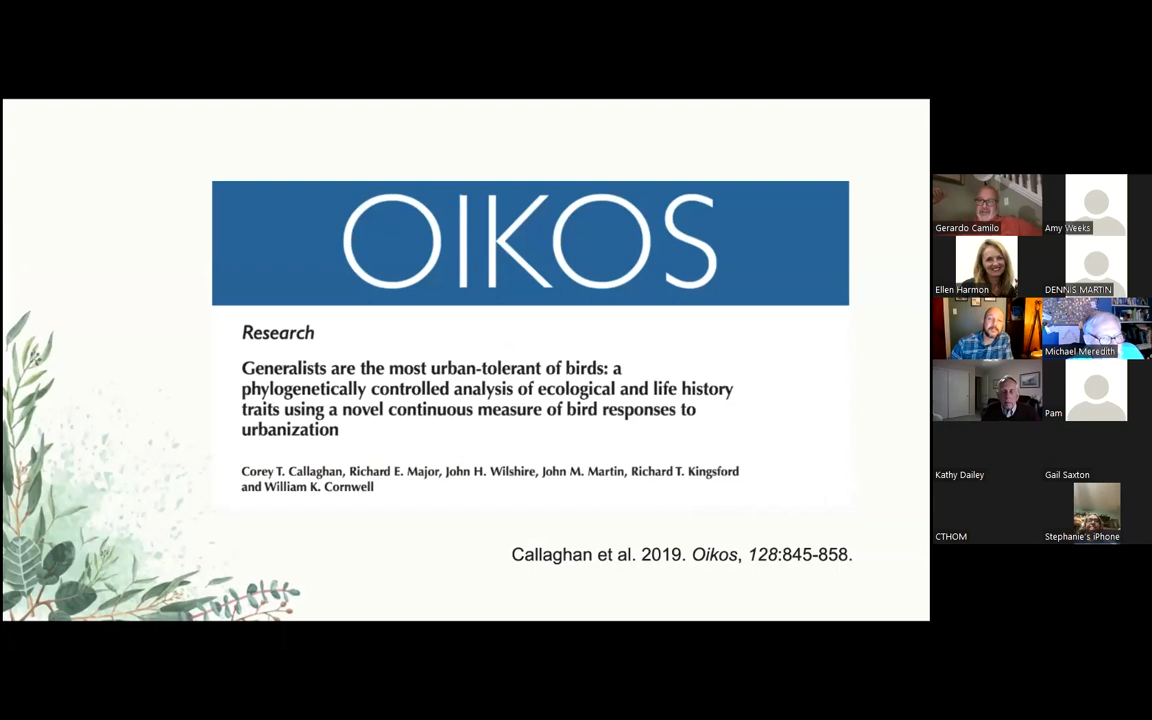 OIKOS
Research
Generalists are the most urban-tolerant of birds: a
phylogenetically controlled analysis of ecological and life history
traits using a novel continuous measure of bird responses to
urbanization
Corey T. Callaghan, Richard E. Major, John H. Wilshire, John M. Martin, Richard T. Kingsford
and William K. Cornwell
Callaghan et al. 2019. Oikos, 128:845-858.
Gerardo Camilo
Amy Weeks
Ellen Harmon
DENNIS MARTIN
Michael Meredith
Pam
Kathy Dailey
Gail Saxton
CTHOM
Stephanie's iPhone